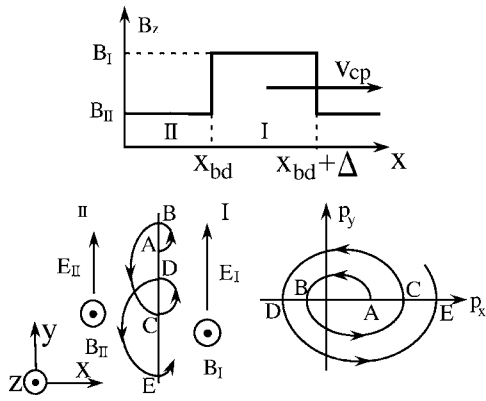 B_z
B_I
V_cp
B_II
II I
X_bd X_bd+Δ X
II B I p_y
A
E_II D E_I
B C
D A E p_x
C
B_II B_I
y
E
Z X